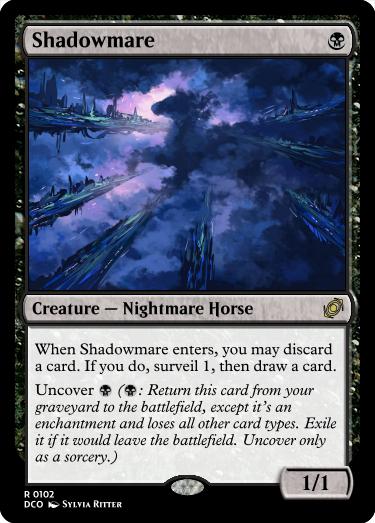 Shadowmare
Creature — Nightmare Horse
When Shadowmare enters, you may discard
a card. If you do, surveil 1, then draw a card.
Uncover (: Return this card from your
graveyard to the battlefield, except it's an
enchantment and loses all other card types. Exile
it if it would leave the battlefield. Uncover only
as a sorcery.)
1/1
R 0102
DCO Sylvia Ritter